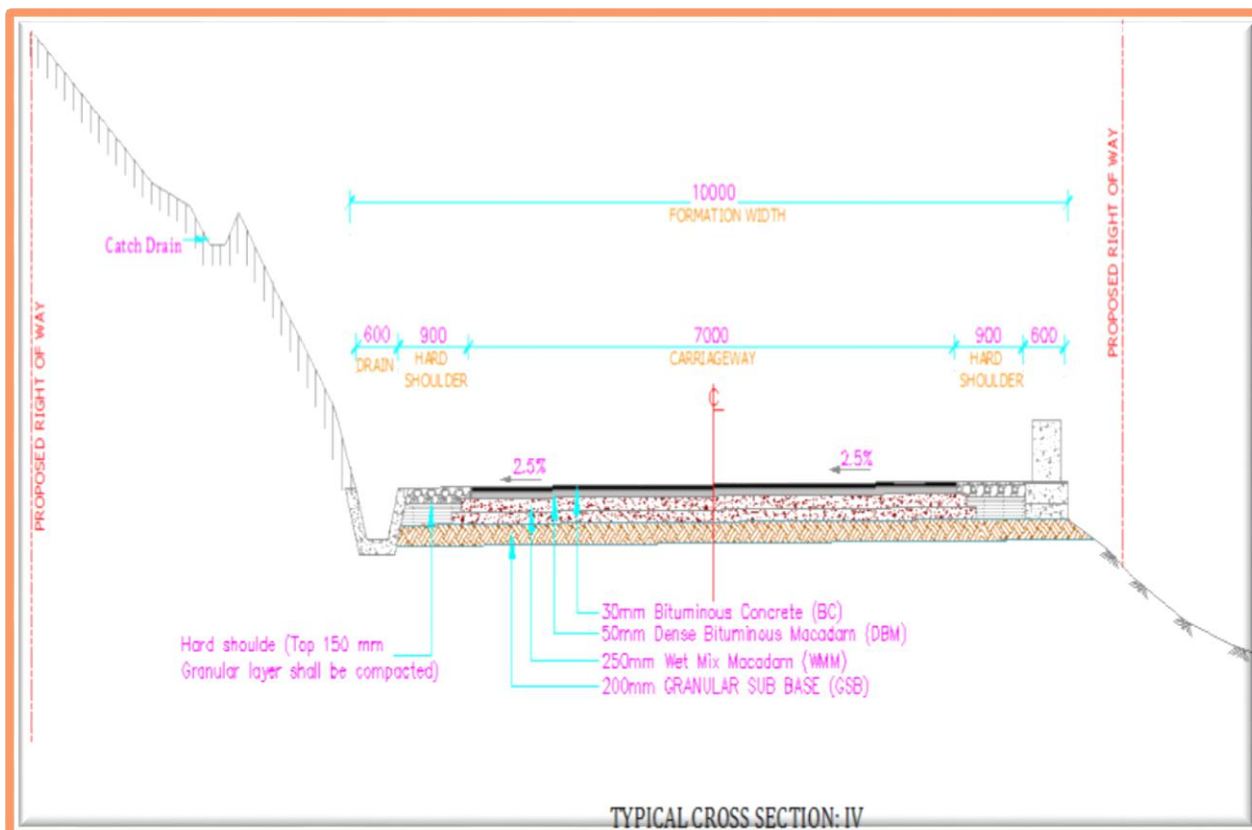 10000
FORMATION WIDTH
Catch Drain
PROPOSED RIGHT OF WAY
PROPOSED RIGHT OF WAY
600
DRAIN
900
HARD
SHOULDER
7000
CARRIAGEWAY
900
HARD
SHOULDER
600
℄
2.5%
2.5%
30mm Bituminous Concrete (BC)
50mm Dense Bituminous Macadam (DBM)
250mm Wet Mix Macadam (WMM)
200mm GRANULAR SUB BASE (GSB)
Hard shoulde (Top 150 mm
Granular layer shall be compacted)
TYPICAL CROSS SECTION: IV